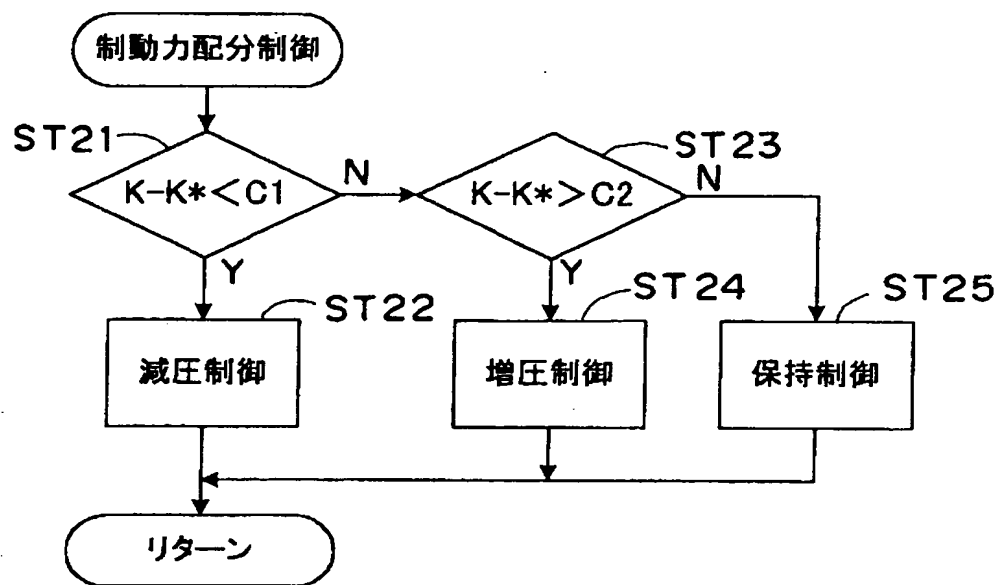 制動力配分制御
ST21
K-K*<C1
N
Y
ST22
減圧制御
ST23
K-K*>C2
N
Y
ST24
増圧制御
ST25
保持制御
リターン